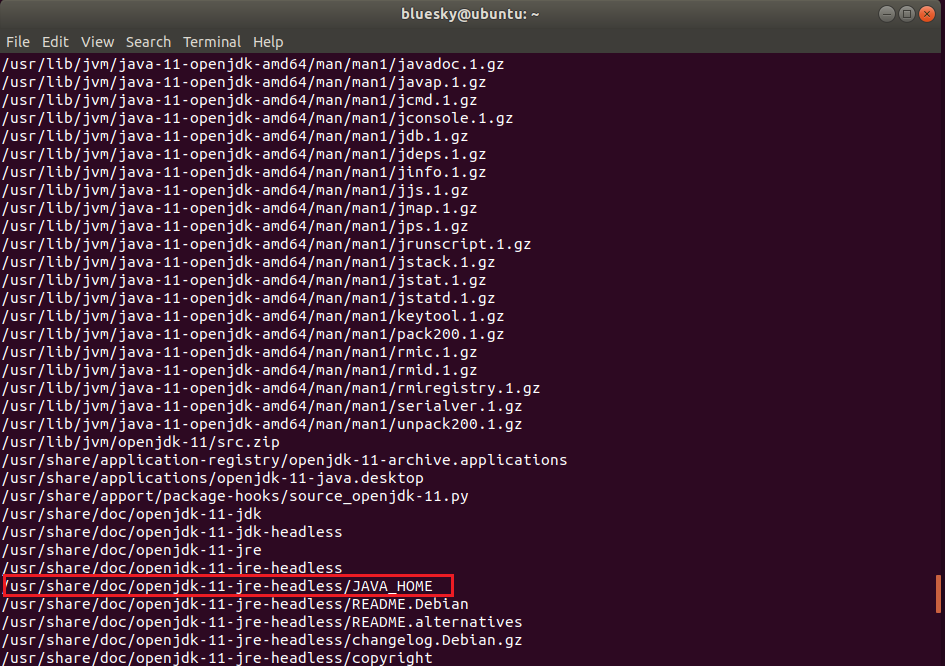 bluesky@ubuntu: ~
File Edit View Search Terminal Help
/usr/lib/jvm/java-11-openjdk-amd64/man/man1/javadoc.1.gz
/usr/lib/jvm/java-11-openjdk-amd64/man/man1/javap.1.gz
/usr/lib/jvm/java-11-openjdk-amd64/man/man1/jcmd.1.gz
/usr/lib/jvm/java-11-openjdk-amd64/man/man1/jconsole.1.gz
/usr/lib/jvm/java-11-openjdk-amd64/man/man1/jdb.1.gz
/usr/lib/jvm/java-11-openjdk-amd64/man/man1/jdeps.1.gz
/usr/lib/jvm/java-11-openjdk-amd64/man/man1/jinfo.1.gz
/usr/lib/jvm/java-11-openjdk-amd64/man/man1/jjs.1.gz
/usr/lib/jvm/java-11-openjdk-amd64/man/man1/jmap.1.gz
/usr/lib/jvm/java-11-openjdk-amd64/man/man1/jps.1.gz
/usr/lib/jvm/java-11-openjdk-amd64/man/man1/jrunscript.1.gz
/usr/lib/jvm/java-11-openjdk-amd64/man/man1/jstack.1.gz
/usr/lib/jvm/java-11-openjdk-amd64/man/man1/jstat.1.gz
/usr/lib/jvm/java-11-openjdk-amd64/man/man1/jstatd.1.gz
/usr/lib/jvm/java-11-openjdk-amd64/man/man1/keytool.1.gz
/usr/lib/jvm/java-11-openjdk-amd64/man/man1/pack200.1.gz
/usr/lib/jvm/java-11-openjdk-amd64/man/man1/rmic.1.gz
/usr/lib/jvm/java-11-openjdk-amd64/man/man1/rmid.1.gz
/usr/lib/jvm/java-11-openjdk-amd64/man/man1/rmiregistry.1.gz
/usr/lib/jvm/java-11-openjdk-amd64/man/man1/serialver.1.gz
/usr/lib/jvm/java-11-openjdk-amd64/man/man1/unpack200.1.gz
/usr/lib/jvm/openjdk-11/src.zip
/usr/share/application-registry/openjdk-11-archive.applications
/usr/share/applications/openjdk-11-java.desktop
/usr/share/apport/package-hooks/source_openjdk-11.py
/usr/share/doc/openjdk-11-jdk
/usr/share/doc/openjdk-11-jdk-headless
/usr/share/doc/openjdk-11-jre
/usr/share/doc/openjdk-11-jre-headless
/usr/share/doc/openjdk-11-jre-headless/JAVA_HOME
/usr/share/doc/openjdk-11-jre-headless/README.Debian
/usr/share/doc/openjdk-11-jre-headless/README.alternatives
/usr/share/doc/openjdk-11-jre-headless/changelog.Debian.gz
/usr/share/doc/openjdk-11-jre-headless/copyright